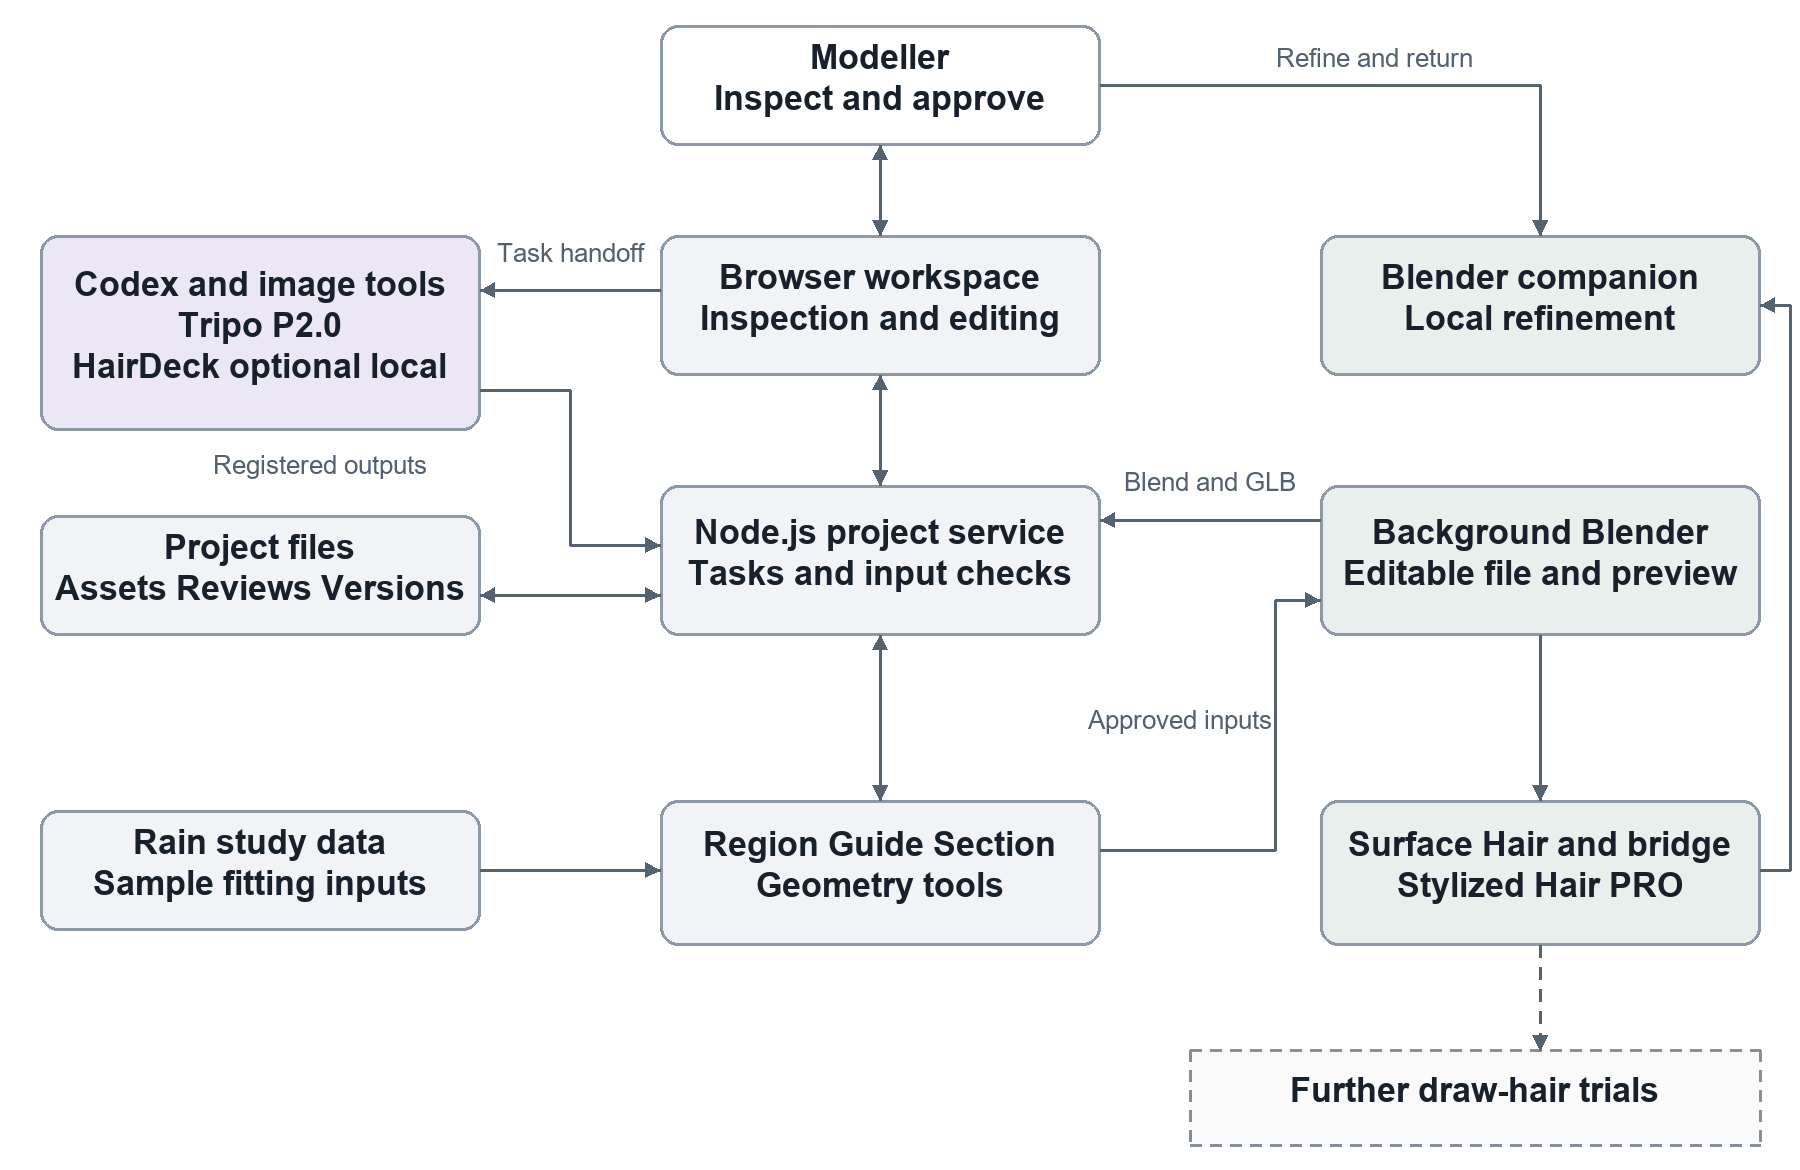 Modeller
Inspect and approve
Refine and return
Task handoff
Codex and image tools
Tripo P2.0
HairDeck optional local
Browser workspace
Inspection and editing
Blender companion
Local refinement
Registered outputs
Blend and GLB
Project files
Assets Reviews Versions
Node.js project service
Tasks and input checks
Background Blender
Editable file and preview
Approved inputs
Rain study data
Sample fitting inputs
Region Guide Section
Geometry tools
Surface Hair and bridge
Stylized Hair PRO
Further draw-hair trials